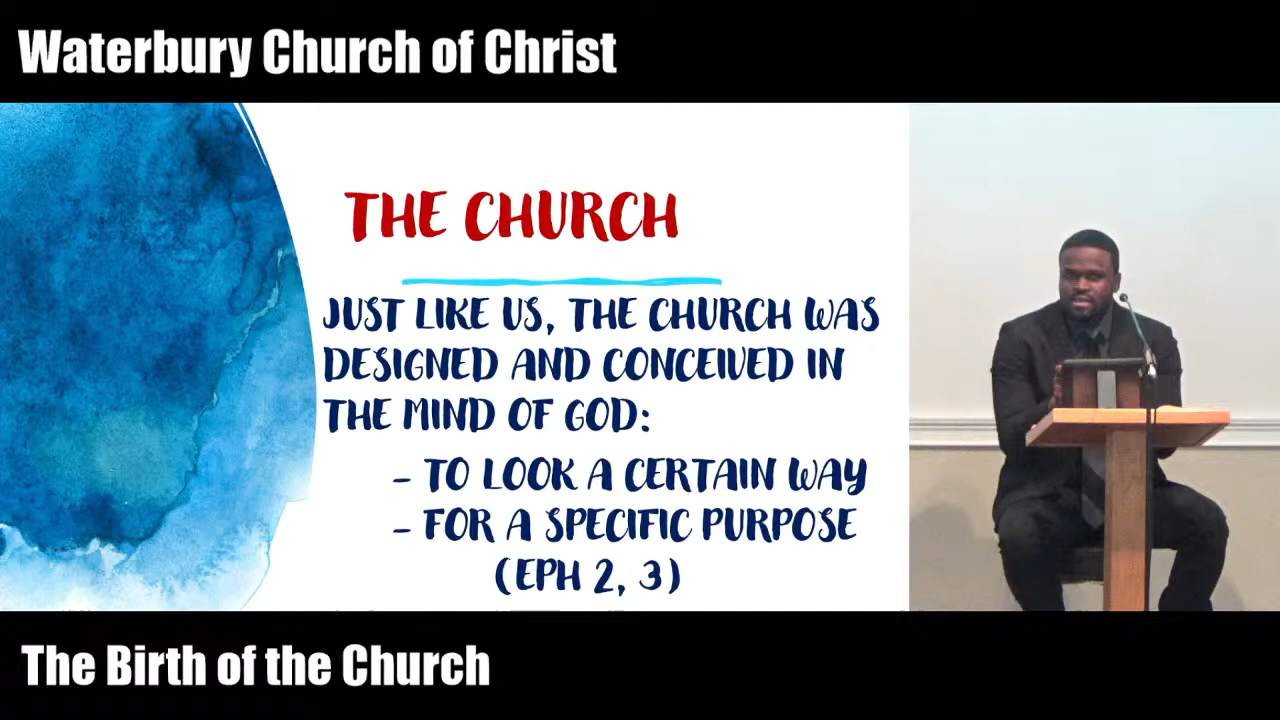 Waterbury Church of Christ
THE CHURCH
JUST LIKE US, THE CHURCH WAS
DESIGNED AND CONCEIVED IN
THE MIND OF GOD:
- TO LOOK A CERTAIN WAY
- FOR A SPECIFIC PURPOSE
(EPH 2, 3)
The Birth of the Church